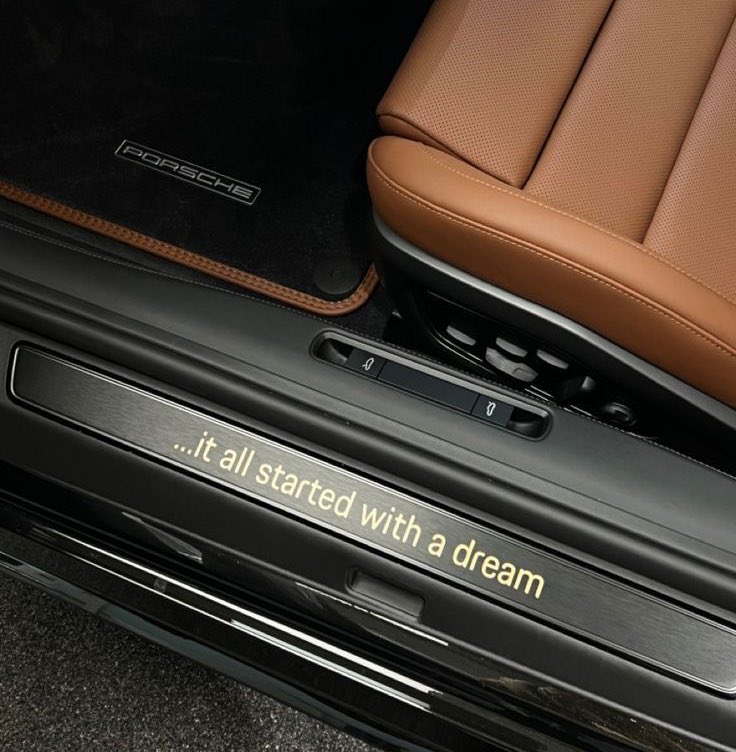 PORSCHE
...it all started with a dream